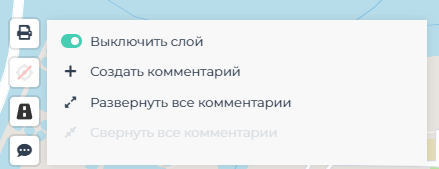 Выключить слой
Создать комментарий
Развернуть все комментарии
Свернуть все комментарии